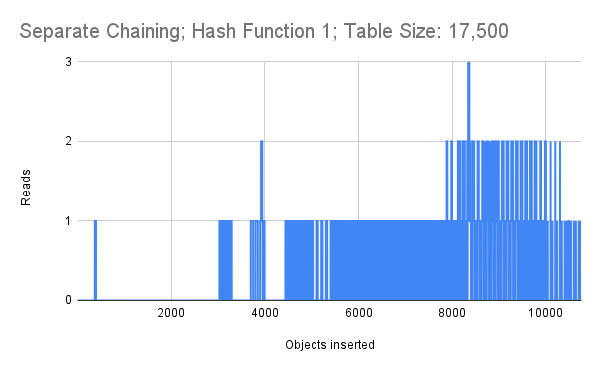 Separate Chaining; Hash Function 1; Table Size: 17,500
3
2
1
0
Reads
2000 4000 6000 8000 10000
Objects inserted